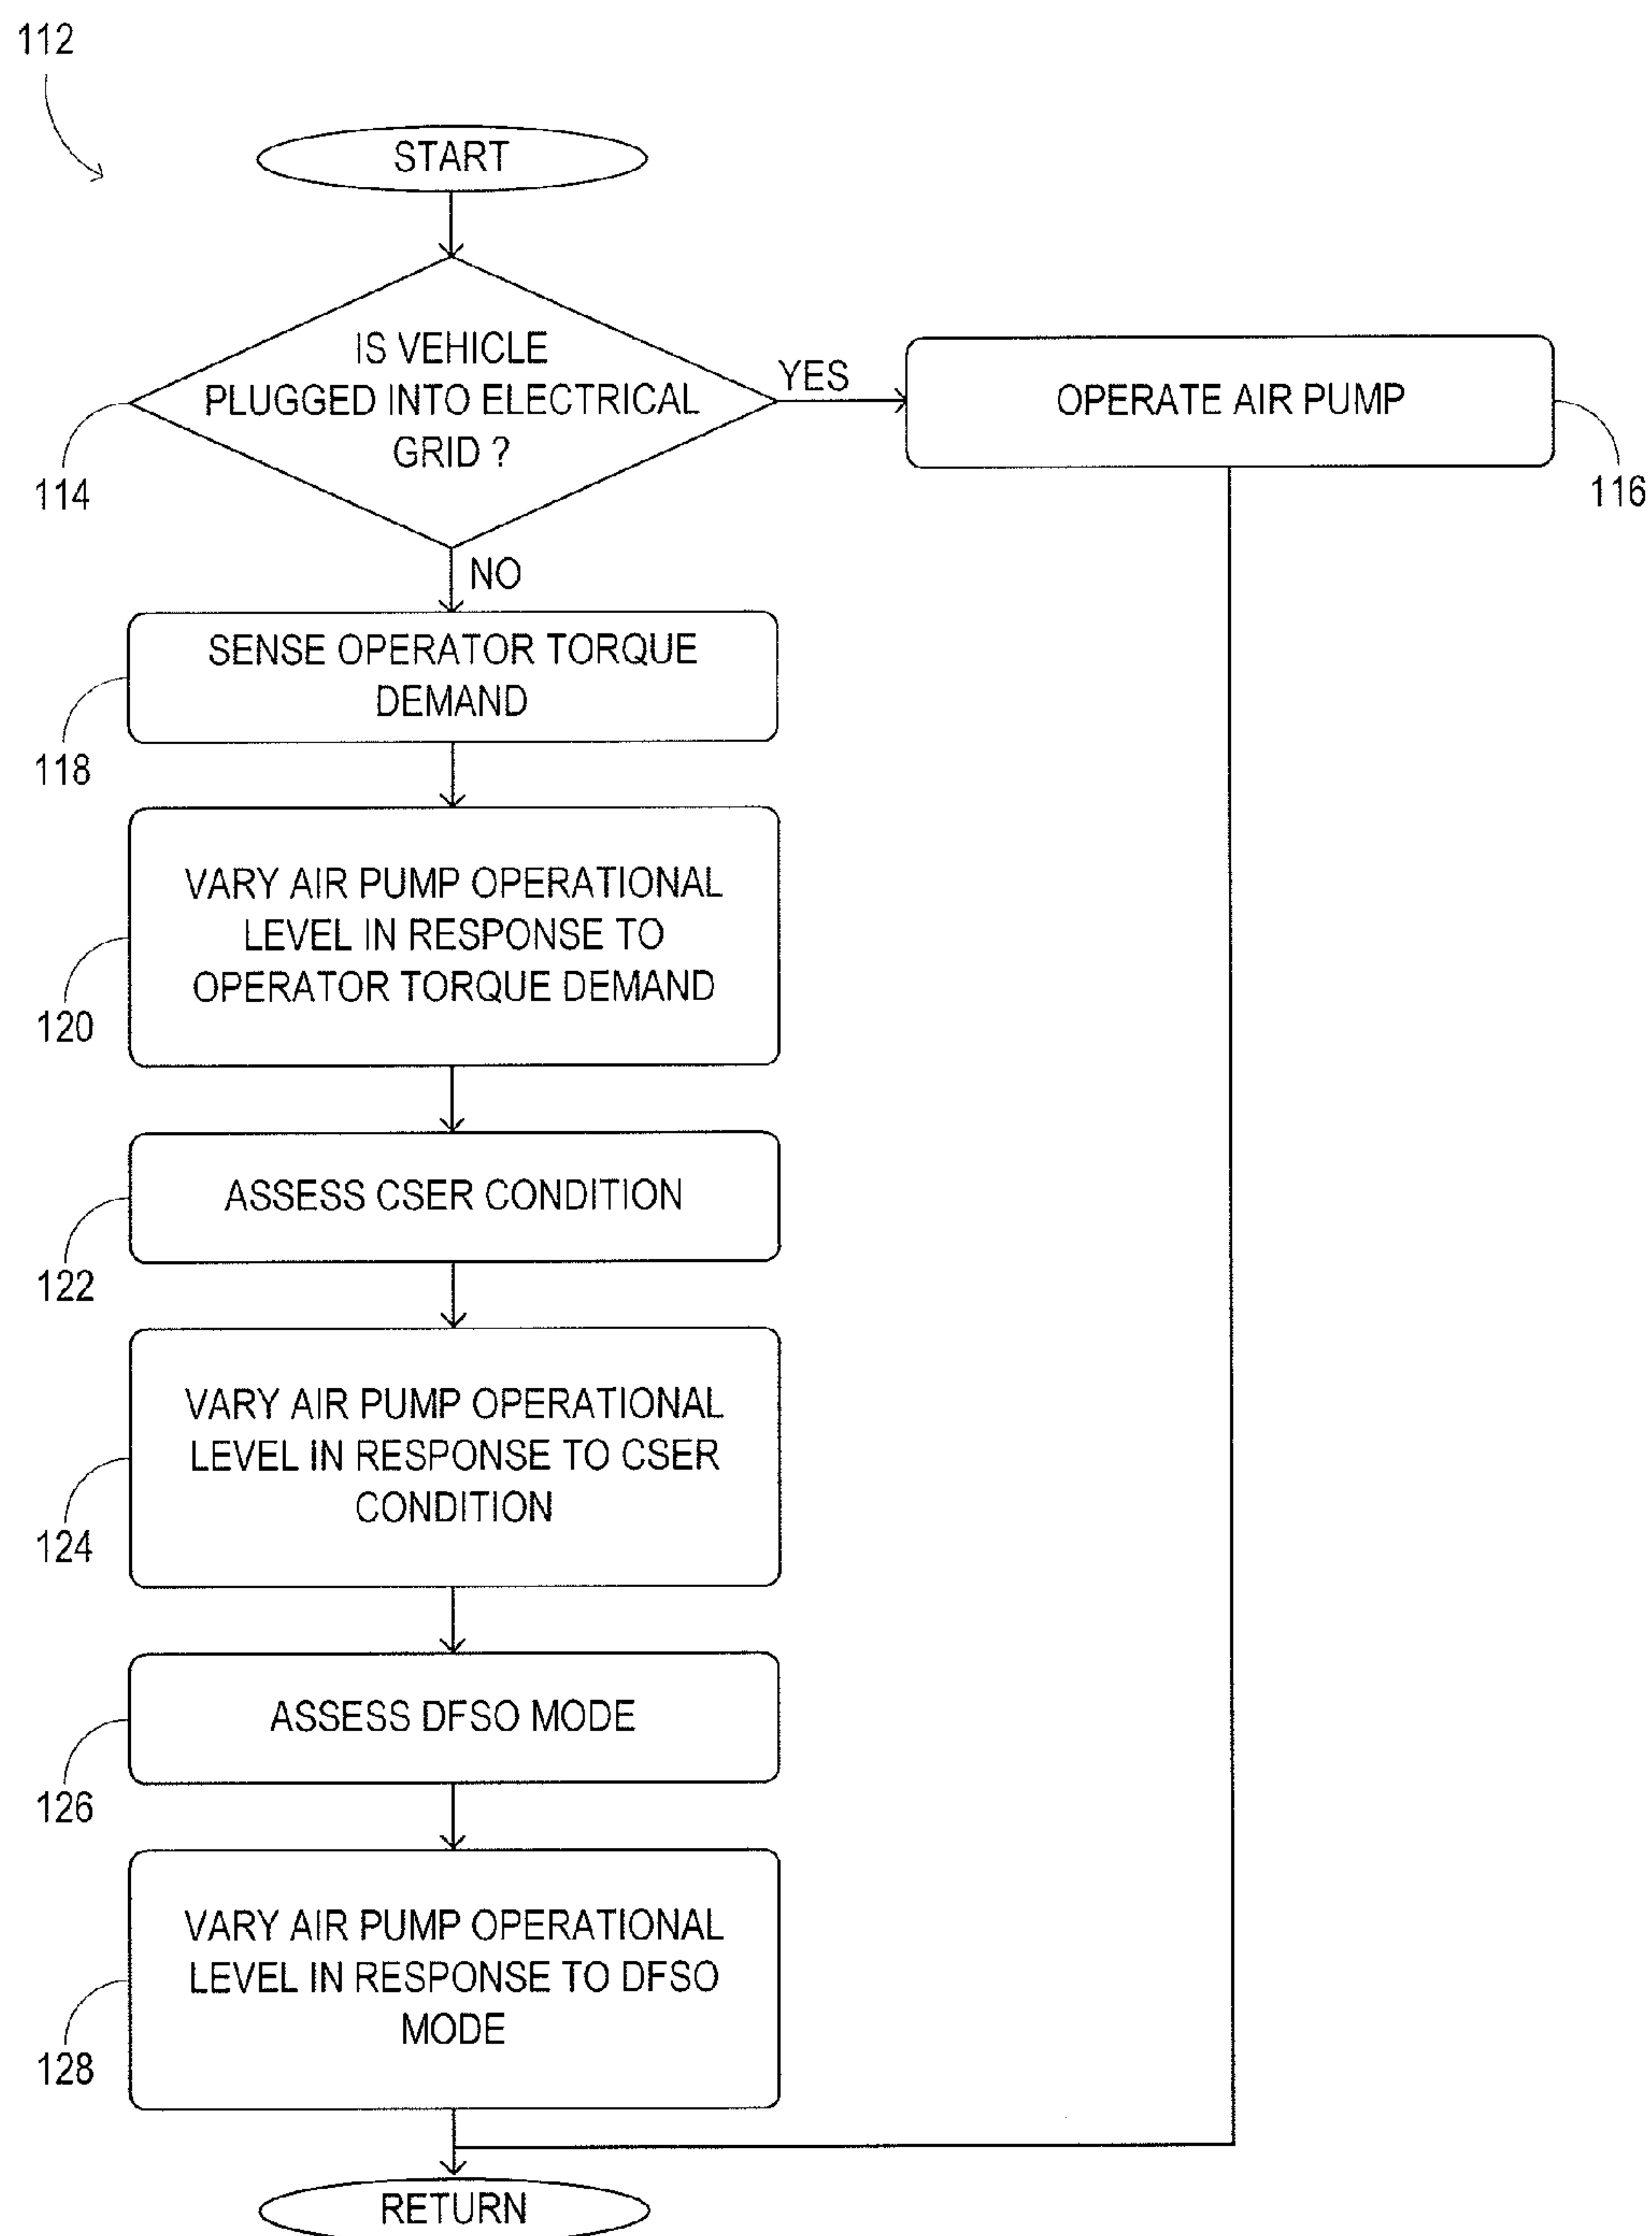 112
START
IS VEHICLE
PLUGGED INTO ELECTRICAL
GRID ?
114
YES
OPERATE AIR PUMP
116
NO
SENSE OPERATOR TORQUE
DEMAND
118
VARY AIR PUMP OPERATIONAL
LEVEL IN RESPONSE TO
OPERATOR TORQUE DEMAND
120
ASSESS CSER CONDITION
122
VARY AIR PUMP OPERATIONAL
LEVEL IN RESPONSE TO CSER
CONDITION
124
ASSESS DFSO MODE
126
VARY AIR PUMP OPERATIONAL
LEVEL IN RESPONSE TO DFSO
MODE
128
RETURN